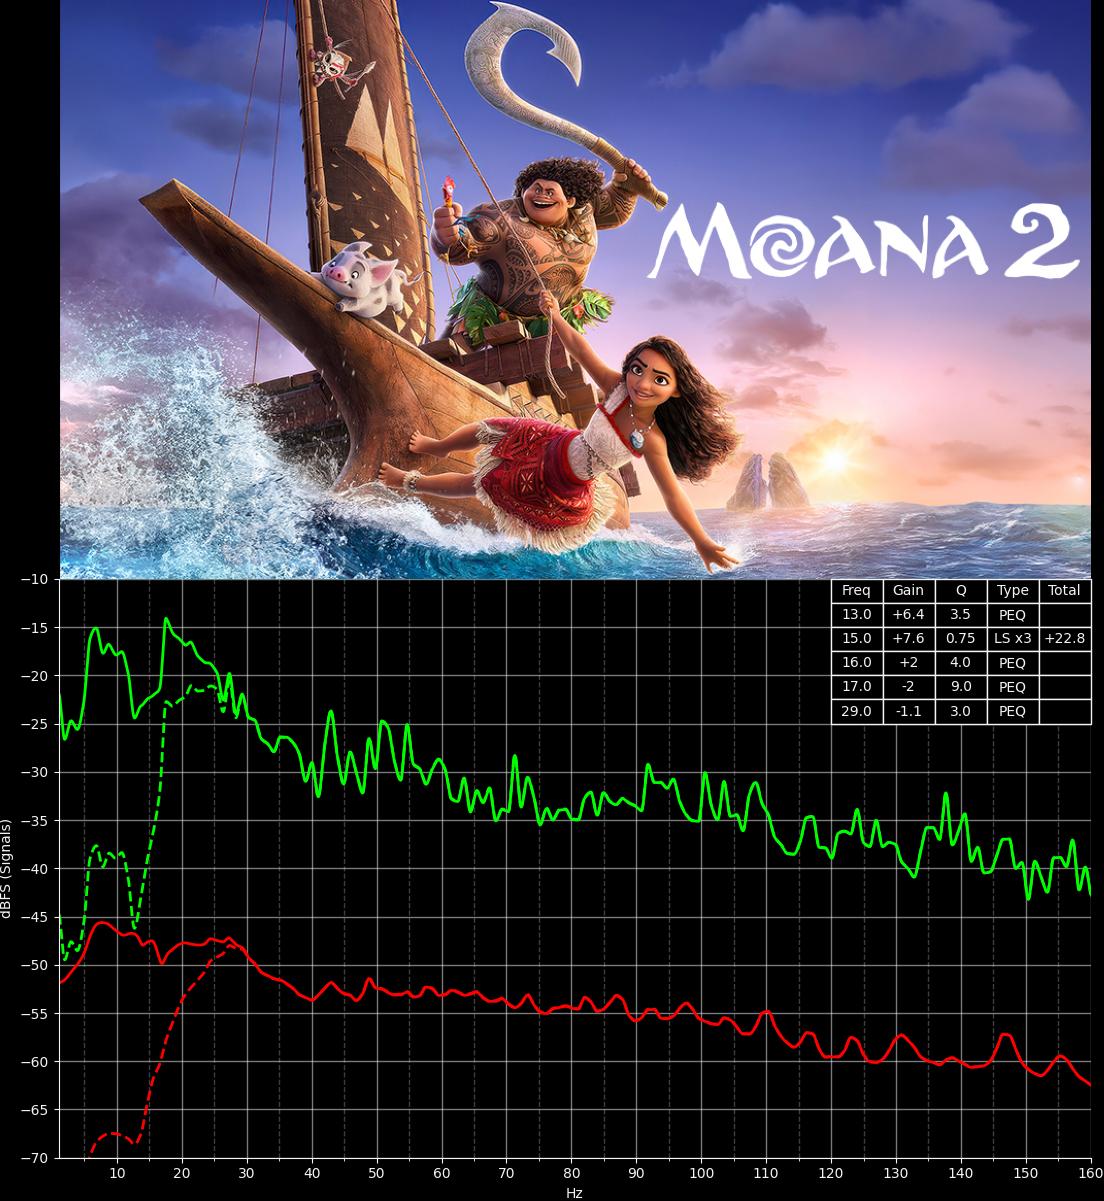 MOANA 2
Freq Gain Q Type Total
13.0 +6.4 3.5 PEQ
15.0 +7.6 0.75 LS x3 +22.8
16.0 +2 4.0 PEQ
17.0 -2 9.0 PEQ
29.0 -1.1 3.0 PEQ
−10
−15
−20
−25
−30
−35
−40
−45
−50
−55
−60
−65
−70
dBFS (Signals)
10 20 30 40 50 60 70 80 90 100 110 120 130 140 150 160
Hz